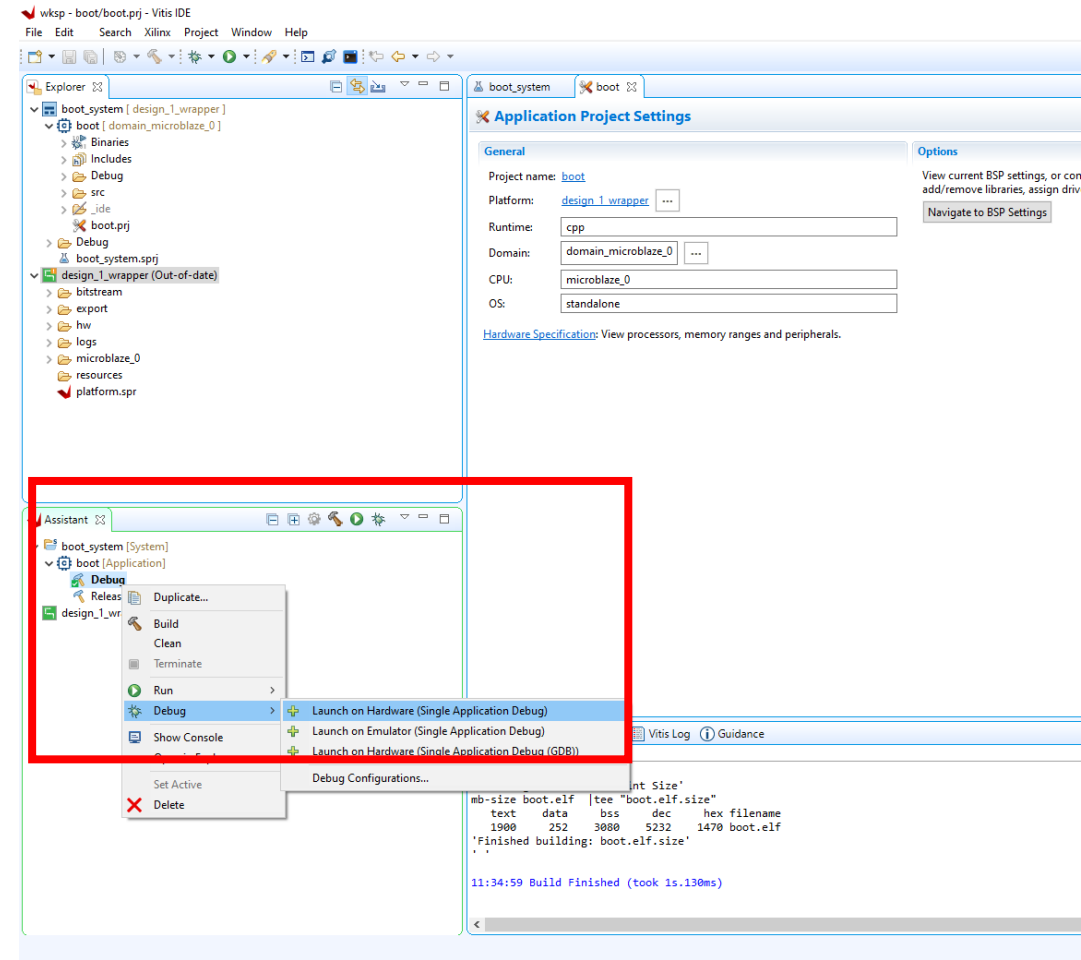 wksp - boot/boot.prj - Vitis IDE
File Edit Search Xilinx Project Window Help
Explorer
boot_system [ design_1_wrapper ]
boot [ domain_microblaze_0 ]
Binaries
Includes
Debug
src
_ide
boot.prj
Debug
boot_system.sprj
design_1_wrapper (Out-of-date)
bitstream
export
hw
logs
microblaze_0
resources
platform.spr
boot_system boot
Application Project Settings
General
Project name: boot
Platform: design_1_wrapper ...
Runtime: cpp
Domain: domain_microblaze_0 ...
CPU: microblaze_0
OS: standalone
Hardware Specification: View processors, memory ranges and peripherals.
Options
View current BSP settings, or con
add/remove libraries, assign driv
Navigate to BSP Settings
Assistant
boot_system [System]
boot [Application]
Debug
Releas
design_1_wr
Duplicate...
Build
Clean
Terminate
Run
Debug
Show Console
Set Active
Delete
Launch on Hardware (Single Application Debug)
Launch on Emulator (Single Application Debug)
Launch on Hardware (Single Application Debug (GDB))
Debug Configurations...
Vitis Log Guidance
nt Size'
mb-size boot.elf |tee "boot.elf.size"
text data bss dec hex filename
1900 252 3080 5232 1470 boot.elf
'Finished building: boot.elf.size'
' '
11:34:59 Build Finished (took 1s.130ms)